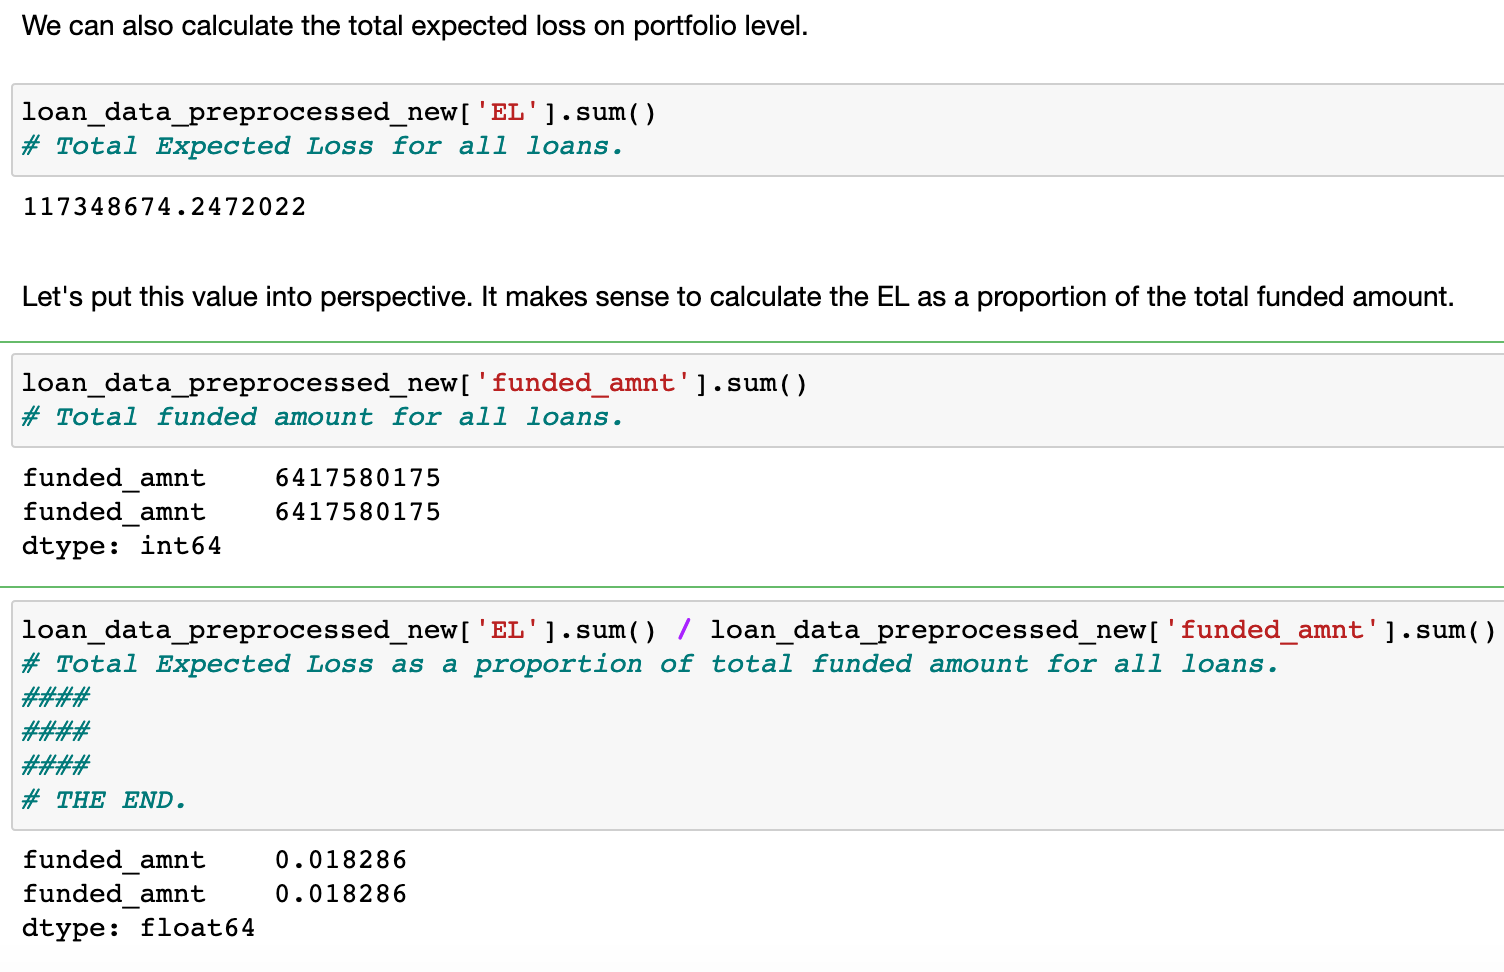 We can also calculate the total expected loss on portfolio level.
loan_data_preprocessed_new['EL'].sum()
# Total Expected Loss for all loans.
117348674.2472022
Let's put this value into perspective. It makes sense to calculate the EL as a proportion of the total funded amount.
loan_data_preprocessed_new['funded_amnt'].sum()
# Total funded amount for all loans.
funded_amnt    6417580175
funded_amnt    6417580175
dtype: int64
loan_data_preprocessed_new['EL'].sum() / loan_data_preprocessed_new['funded_amnt'].sum()
# Total Expected Loss as a proportion of total funded amount for all loans.
####
####
####
# THE END.
funded_amnt    0.018286
funded_amnt    0.018286
dtype: float64